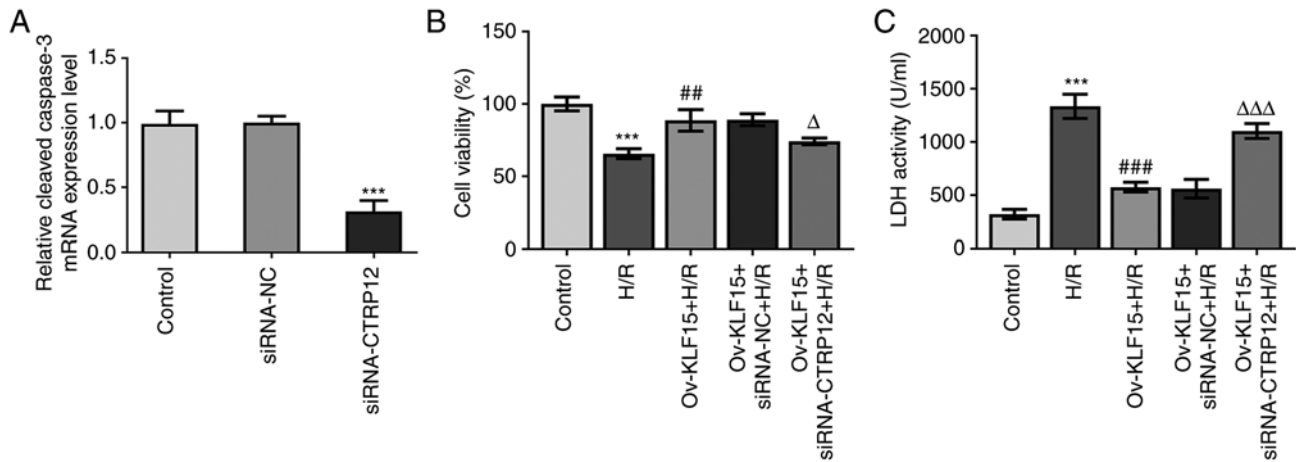 A
Relative cleaved caspase-3
mRNA expression level
1.5
1.0
0.5
0.0
***
Control
siRNA-NC
siRNA-CTRP12
B
Cell viability (%)
150
100
50
0
***
##
Δ
Control
H/R
Ov-KLF15+H/R
Ov-KLF15+
siRNA-NC+H/R
Ov-KLF15+
siRNA-CTRP12+H/R
C
LDH activity (U/ml)
2000
1500
1000
500
0
***
###
ΔΔΔ
Control
H/R
Ov-KLF15+H/R
Ov-KLF15+
siRNA-NC+H/R
Ov-KLF15+
siRNA-CTRP12+H/R